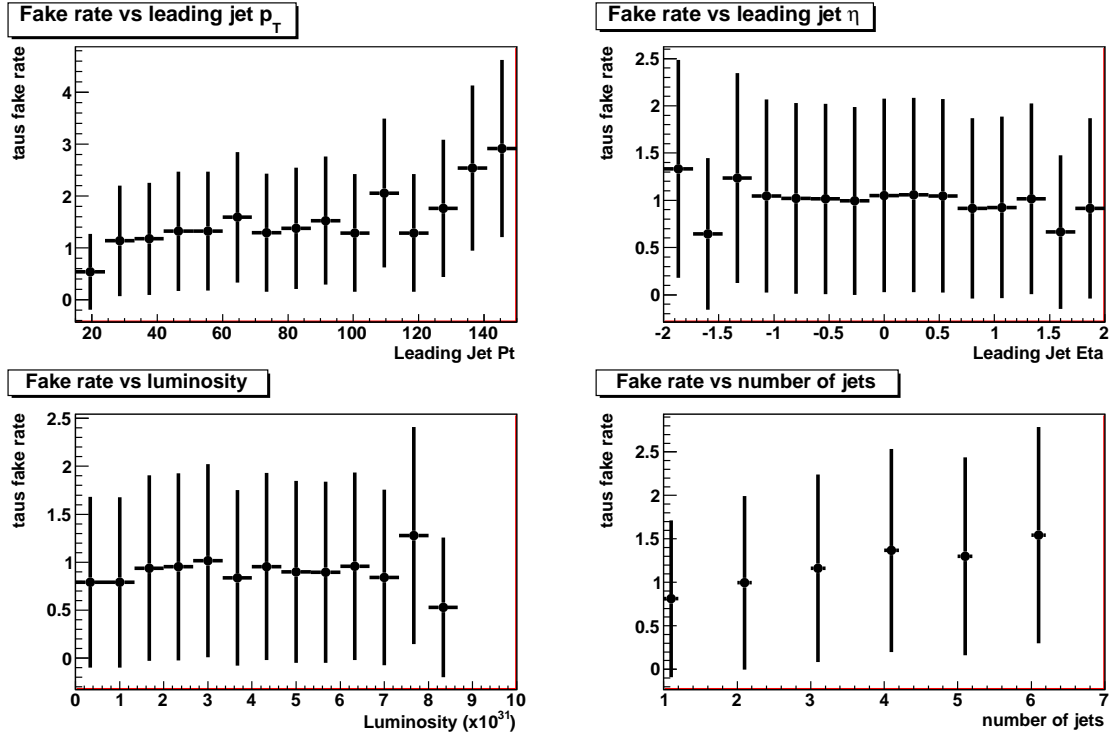 Fake rate vs leading jet p_T
taus fake rate
4
3
2
1
0
20 40 60 80 100 120 140
Leading Jet Pt
Fake rate vs leading jet η
taus fake rate
2.5
2
1.5
1
0.5
0
-2 -1.5 -1 -0.5 0 0.5 1 1.5 2
Leading Jet Eta
Fake rate vs luminosity
taus fake rate
2.5
2
1.5
1
0.5
0
0 1 2 3 4 5 6 7 8 9 10
Luminosity (x10^31)
Fake rate vs number of jets
taus fake rate
2.5
2
1.5
1
0.5
0
1 2 3 4 5 6 7
number of jets